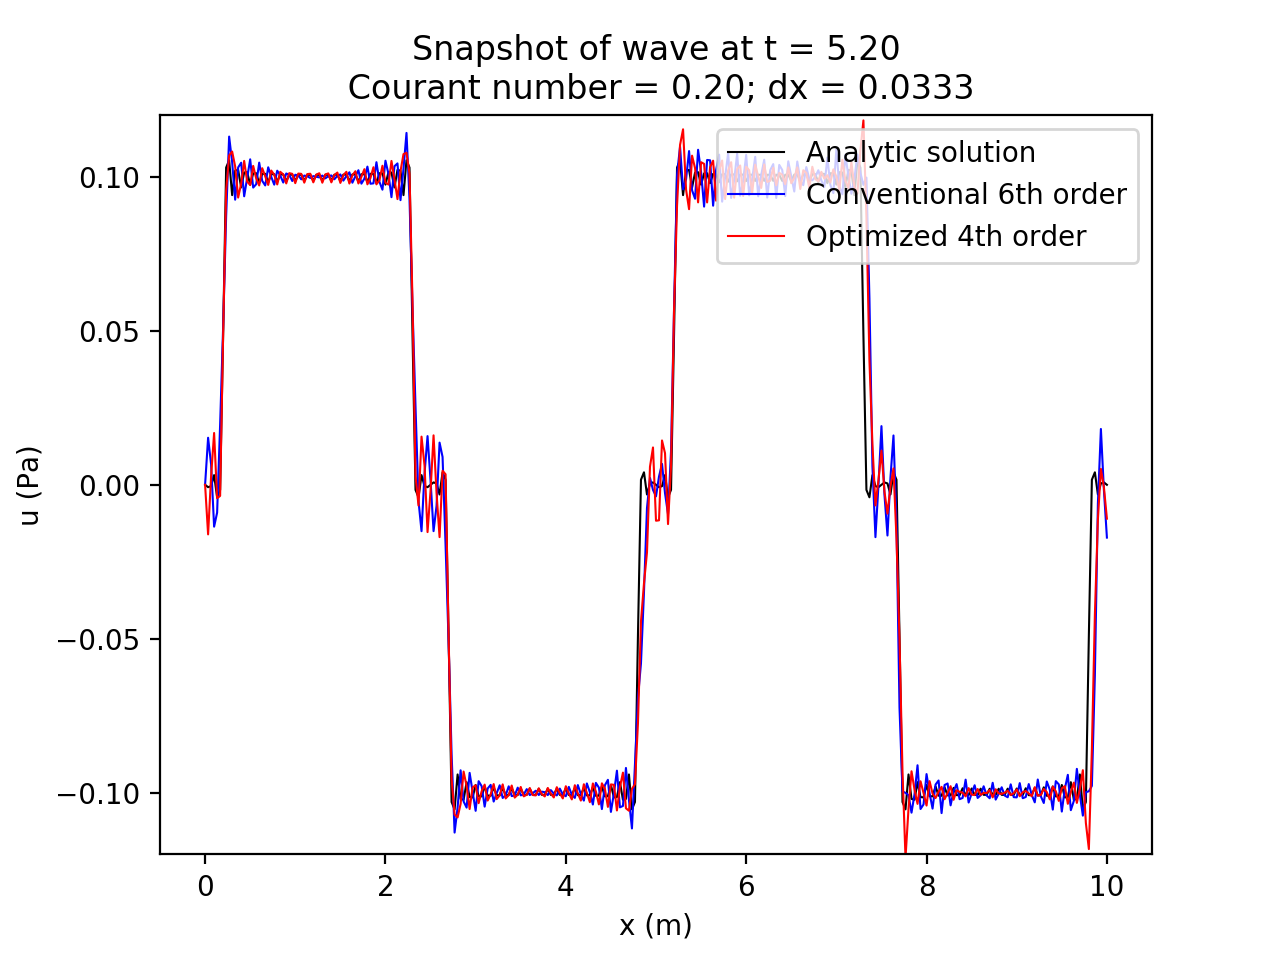 Snapshot of wave at t = 5.20
Courant number = 0.20; dx = 0.0333
Analytic solution
Conventional 6th order
Optimized 4th order
0.10
0.05
0.00
−0.05
−0.10
u (Pa)
0 2 4 6 8 10
x (m)